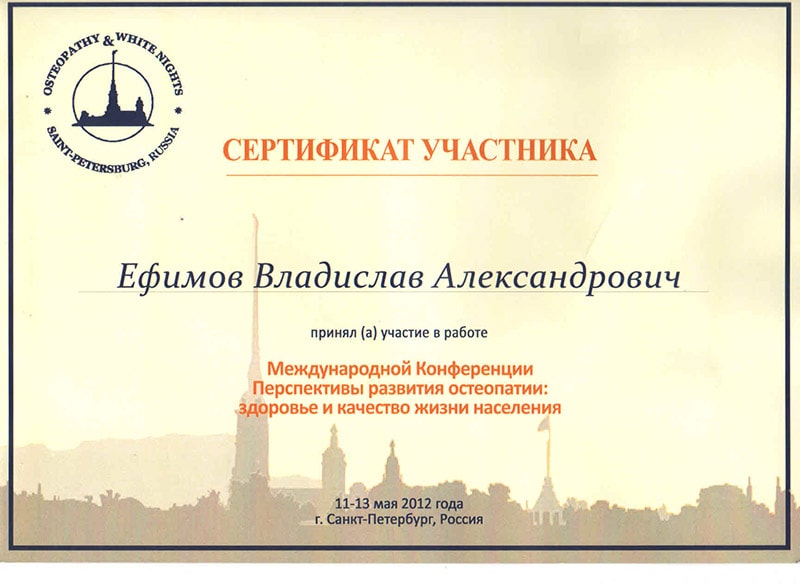 OSTEOPATHY & WHITE NIGHTS
SAINT-PETERSBURG, RUSSIA
СЕРТИФИКАТ УЧАСТНИКА
Ефимов Владислав Александрович
принял (а) участие в работе
Международной Конференции
Перспективы развития остеопатии:
здоровье и качество жизни населения
11-13 мая 2012 года
г. Санкт-Петербург, Россия